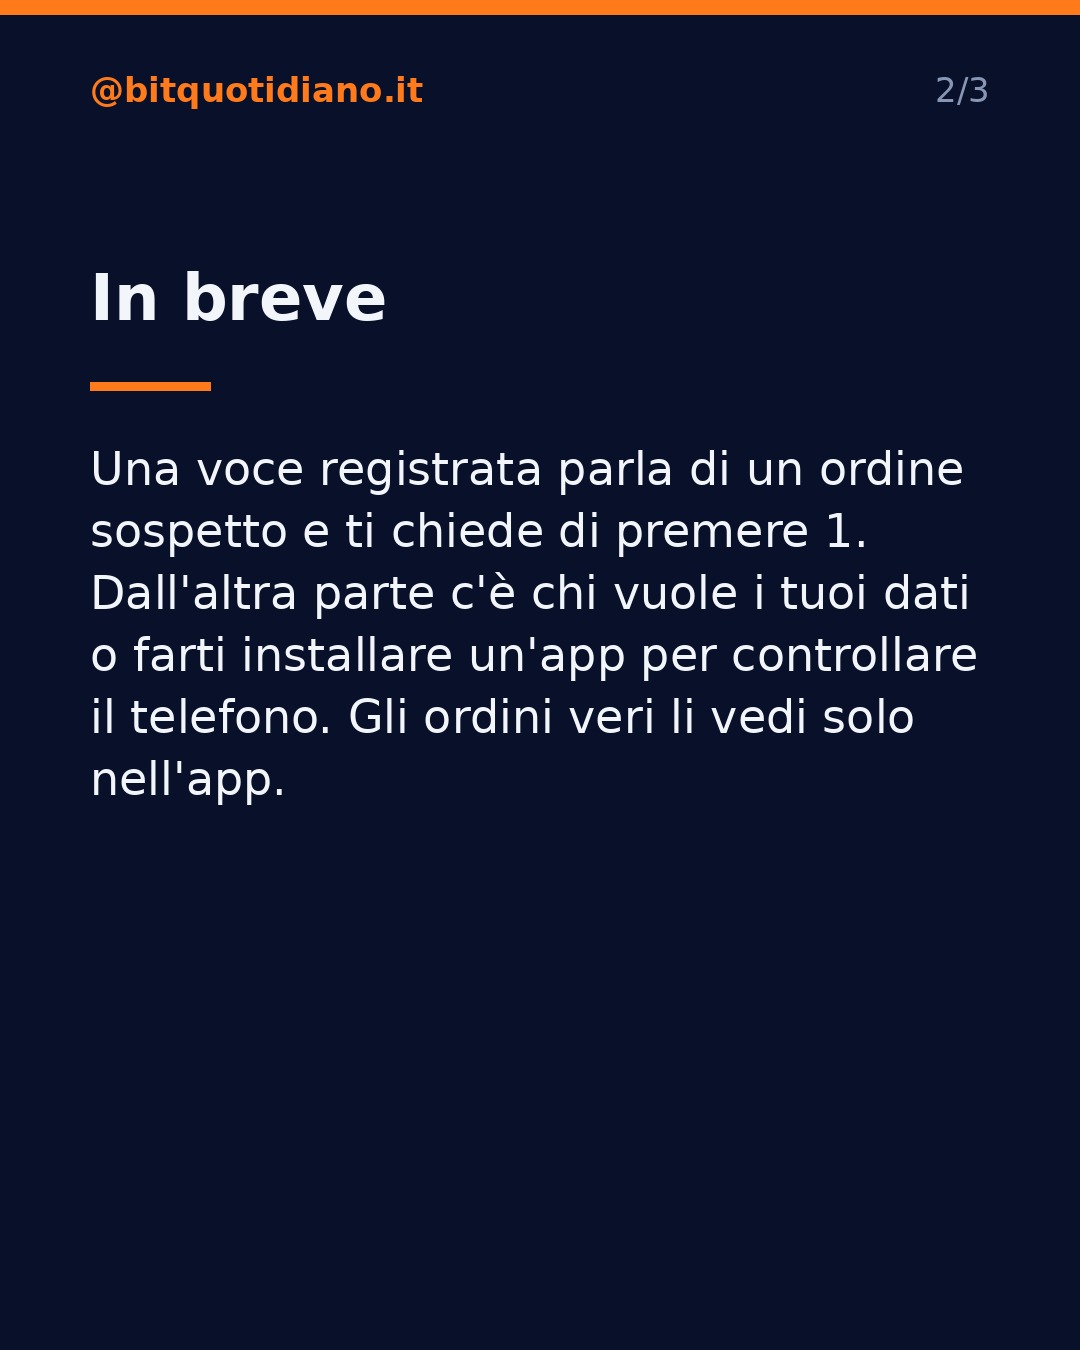 @bitquotidiano.it
2/3
In breve
Una voce registrata parla di un ordine
sospetto e ti chiede di premere 1.
Dall'altra parte c'è chi vuole i tuoi dati
o farti installare un'app per controllare
il telefono. Gli ordini veri li vedi solo
nell'app.